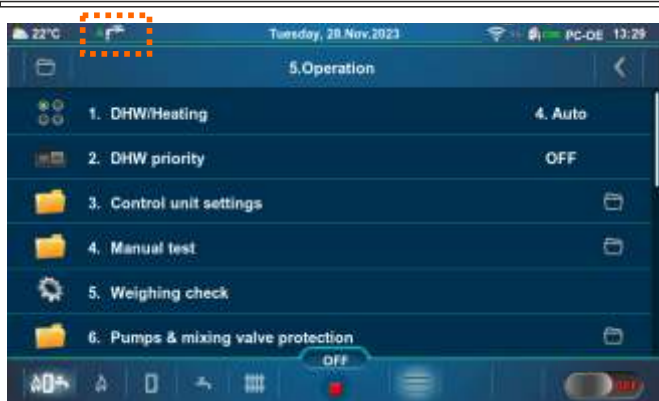 22°C Tuesday, 28.Nov.2023 PC-DE 13:29
5.Operation
1. DHW/Heating 4. Auto
2. DHW priority OFF
3. Control unit settings
4. Manual test
5. Weighing check
6. Pumps & mixing valve protection
OFF
OFF